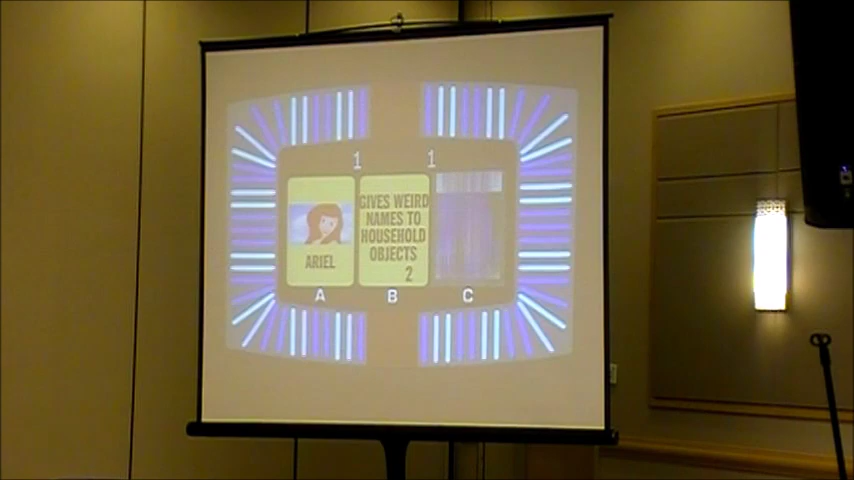 1 1
ARIEL
GIVES WEIRD
NAMES TO
HOUSEHOLD
OBJECTS
2
A B C